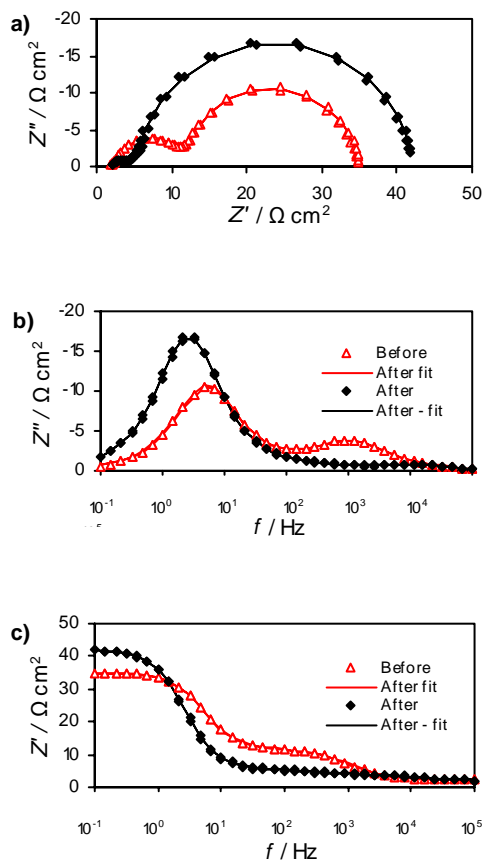 a)
-20
-15
-10
-5
0
Z″ / Ω cm²
0 10 20 30 40 50
Z′ / Ω cm²
b)
-20
-15
-10
-5
0
Z″ / Ω cm²
Before
After fit
After
After - fit
10⁻¹ 10⁰ 10¹ 10² 10³ 10⁴
f / Hz
c)
50
40
30
20
10
0
Z′ / Ω cm²
Before
After fit
After
After - fit
10⁻¹ 10⁰ 10¹ 10² 10³ 10⁴ 10⁵
f / Hz